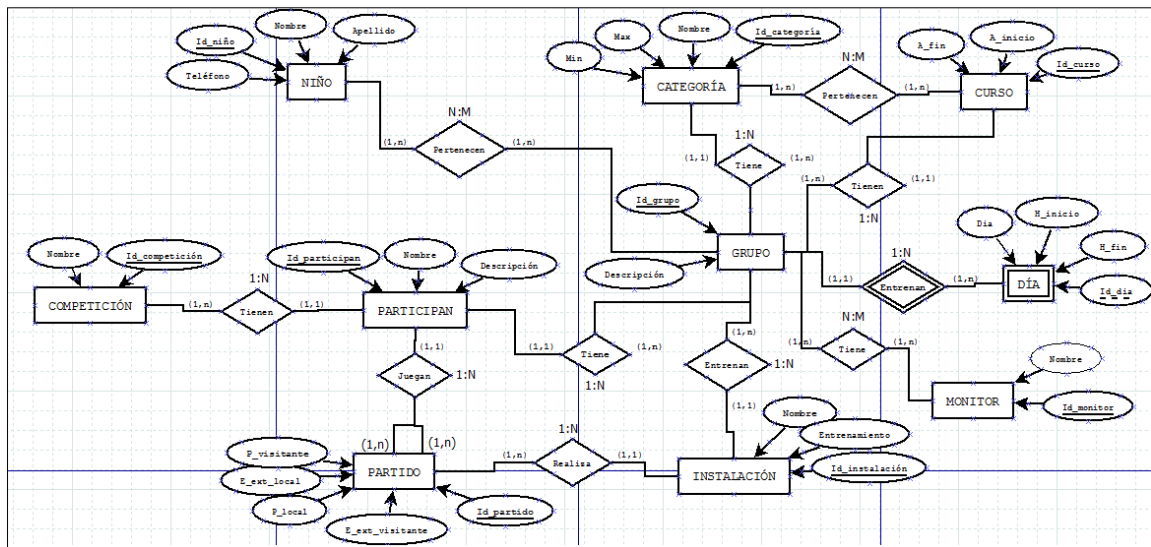 Nombre
Id_niño
Apellido
Teléfono
NIÑO
Max
Nombre
Id_categoría
Min
CATEGORÍA
N:M
(1,n)
Pertenecen
(1,n)
A_fin
A_inicio
Id_curso
CURSO
N:M
(1,n)
Pertenecen
(1,n)
1:N
(1,1)
Tiene
(1,n)
(1,n)
Tienen
(1,1)
1:N
Id_grupo
GRUPO
Descripción
Dia
H_inicio
H_fin
Id_dia
DÍA
1:N
(1,1)
Entrenan
(1,n)
Nombre
Id_competición
COMPETICIÓN
1:N
(1,n)
Tienen
(1,1)
Id_participan
Nombre
Descripción
PARTICIPAN
(1,1)
Tiene
(1,n)
1:N
(1,n)
Entrenan
1:N
(1,1)
N:M
(1,n)
Tiene
(1,n)
Nombre
MONITOR
Id_monitor
(1,1)
Juegan
1:N
(1,n)
(1,n)
P_visitante
E_ext_local
P_local
E_ext_visitante
Id_partido
PARTIDO
1:N
(1,n)
Realiza
(1,1)
Nombre
Entrenamiento
Id_instalación
INSTALACIÓN